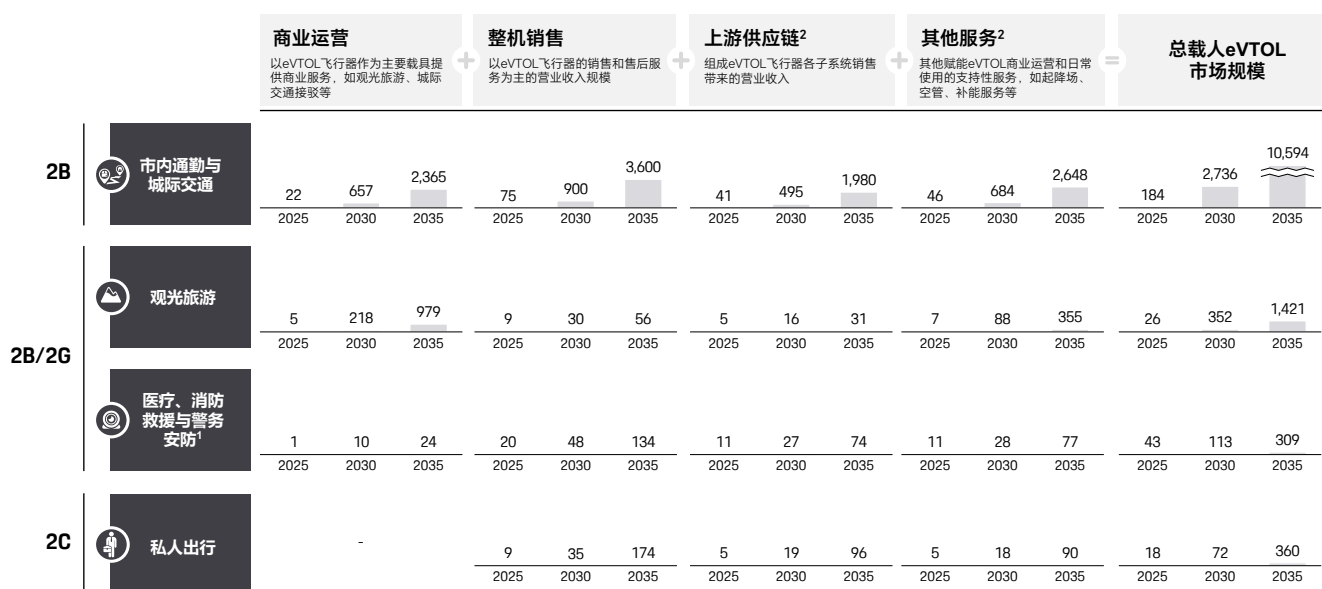 商业运营
以eVTOL飞行器作为主要载具提
供商业服务，如观光旅游、城际
交通接驳等
+
整机销售
以eVTOL飞行器的销售和售后服
务为主的营业收入规模
+
上游供应链2
组成eVTOL飞行器各子系统销售
带来的营业收入
+
其他服务2
其他赋能eVTOL商业运营和日常
使用的支持性服务，如起降场、
空管、补能服务等
=
总载人eVTOL
市场规模
2B
市内通勤与
城际交通
22 657 2,365
2025 2030 2035
75 900 3,600
2025 2030 2035
41 495 1,980
2025 2030 2035
46 684 2,648
2025 2030 2035
184 2,736 10,594
2025 2030 2035
2B/2G
观光旅游
5 218 979
2025 2030 2035
9 30 56
2025 2030 2035
5 16 31
2025 2030 2035
7 88 355
2025 2030 2035
26 352 1,421
2025 2030 2035
医疗、消防
救援与警务
安防1
1 10 24
2025 2030 2035
20 48 134
2025 2030 2035
11 27 74
2025 2030 2035
11 28 77
2025 2030 2035
43 113 309
2025 2030 2035
2C
私人出行
-
9 35 174
2025 2030 2035
5 19 96
2025 2030 2035
5 18 90
2025 2030 2035
18 72 360
2025 2030 2035